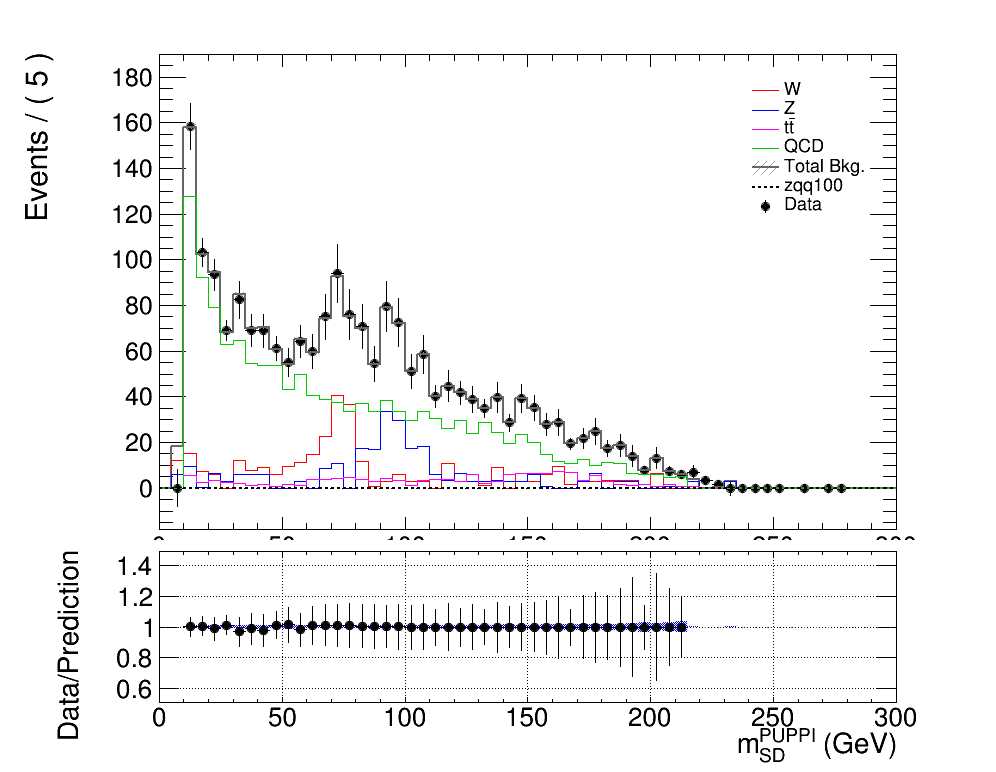 Events / ( 5 )
180
160
140
120
100
80
60
40
20
0
W
Z
tt̄
QCD
Total Bkg.
zqq100
Data
Data/Prediction
1.4
1.2
1
0.8
0.6
0 50 100 150 200 250 300
m_SD^PUPPI (GeV)